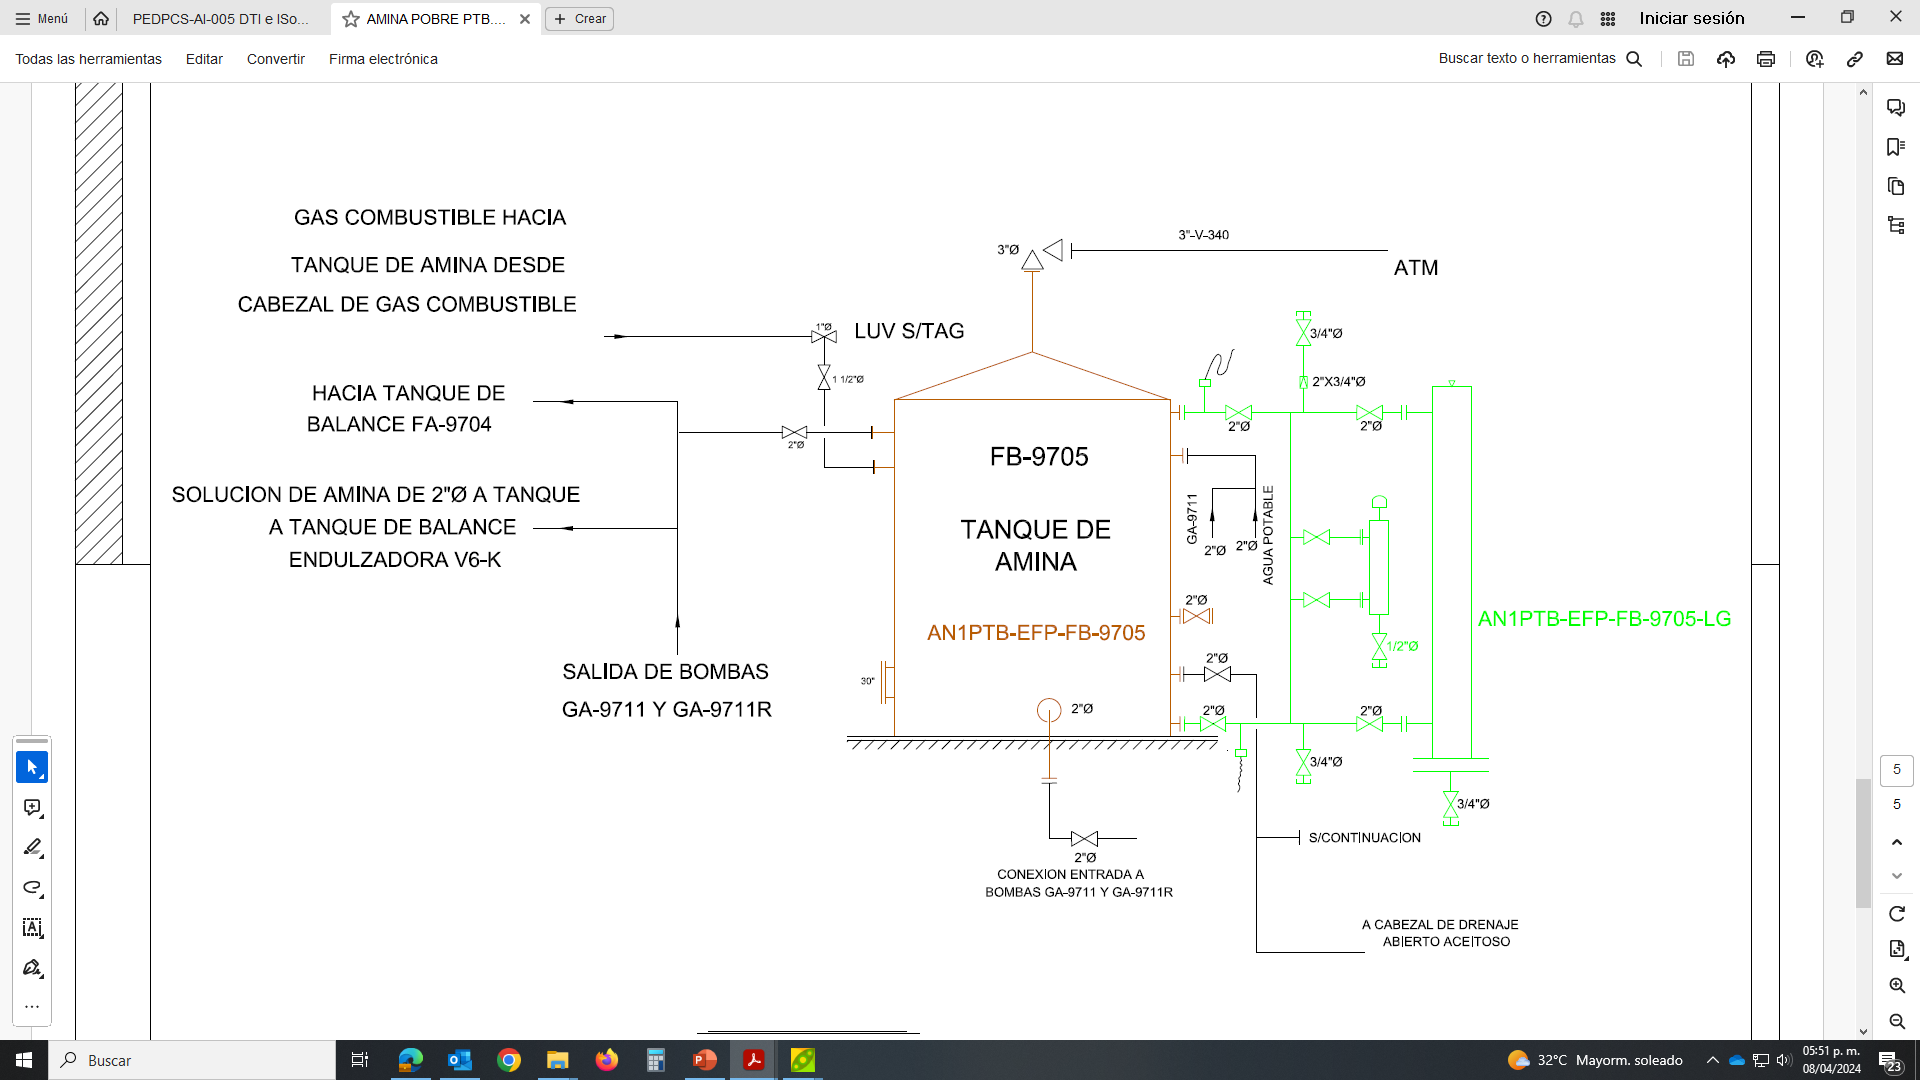 Menú
PEDPCS-AI-005 DTI e ISo...
AMINA POBRE PTB....
Crear
Iniciar sesión
Todas las herramientas
Editar
Convertir
Firma electrónica
Buscar texto o herramientas
GAS COMBUSTIBLE HACIA
TANQUE DE AMINA DESDE
CABEZAL DE GAS COMBUSTIBLE
3"Ø
3"-V-340
ATM
1"Ø
LUV S/TAG
1 1/2"Ø
3/4"Ø
2"X3/4"Ø
HACIA TANQUE DE
BALANCE FA-9704
2"Ø
2"Ø
2"Ø
FB-9705
SOLUCION DE AMINA DE 2"Ø A TANQUE
A TANQUE DE BALANCE
ENDULZADORA V6-K
TANQUE DE
AMINA
GA-9711
2"Ø
2"Ø
AGUA POTABLE
2"Ø
AN1PTB-EFP-FB-9705
AN1PTB-EFP-FB-9705-LG
1/2"Ø
SALIDA DE BOMBAS
GA-9711 Y GA-9711R
30"
2"Ø
2"Ø
2"Ø
2"Ø
3/4"Ø
3/4"Ø
2"Ø
CONEXION ENTRADA A
BOMBAS GA-9711 Y GA-9711R
S/CONTINUACION
A CABEZAL DE DRENAJE
ABIERTO ACEITOSO
5
5
Buscar
32°C Mayorm. soleado
05:51 p. m.
08/04/2024
23